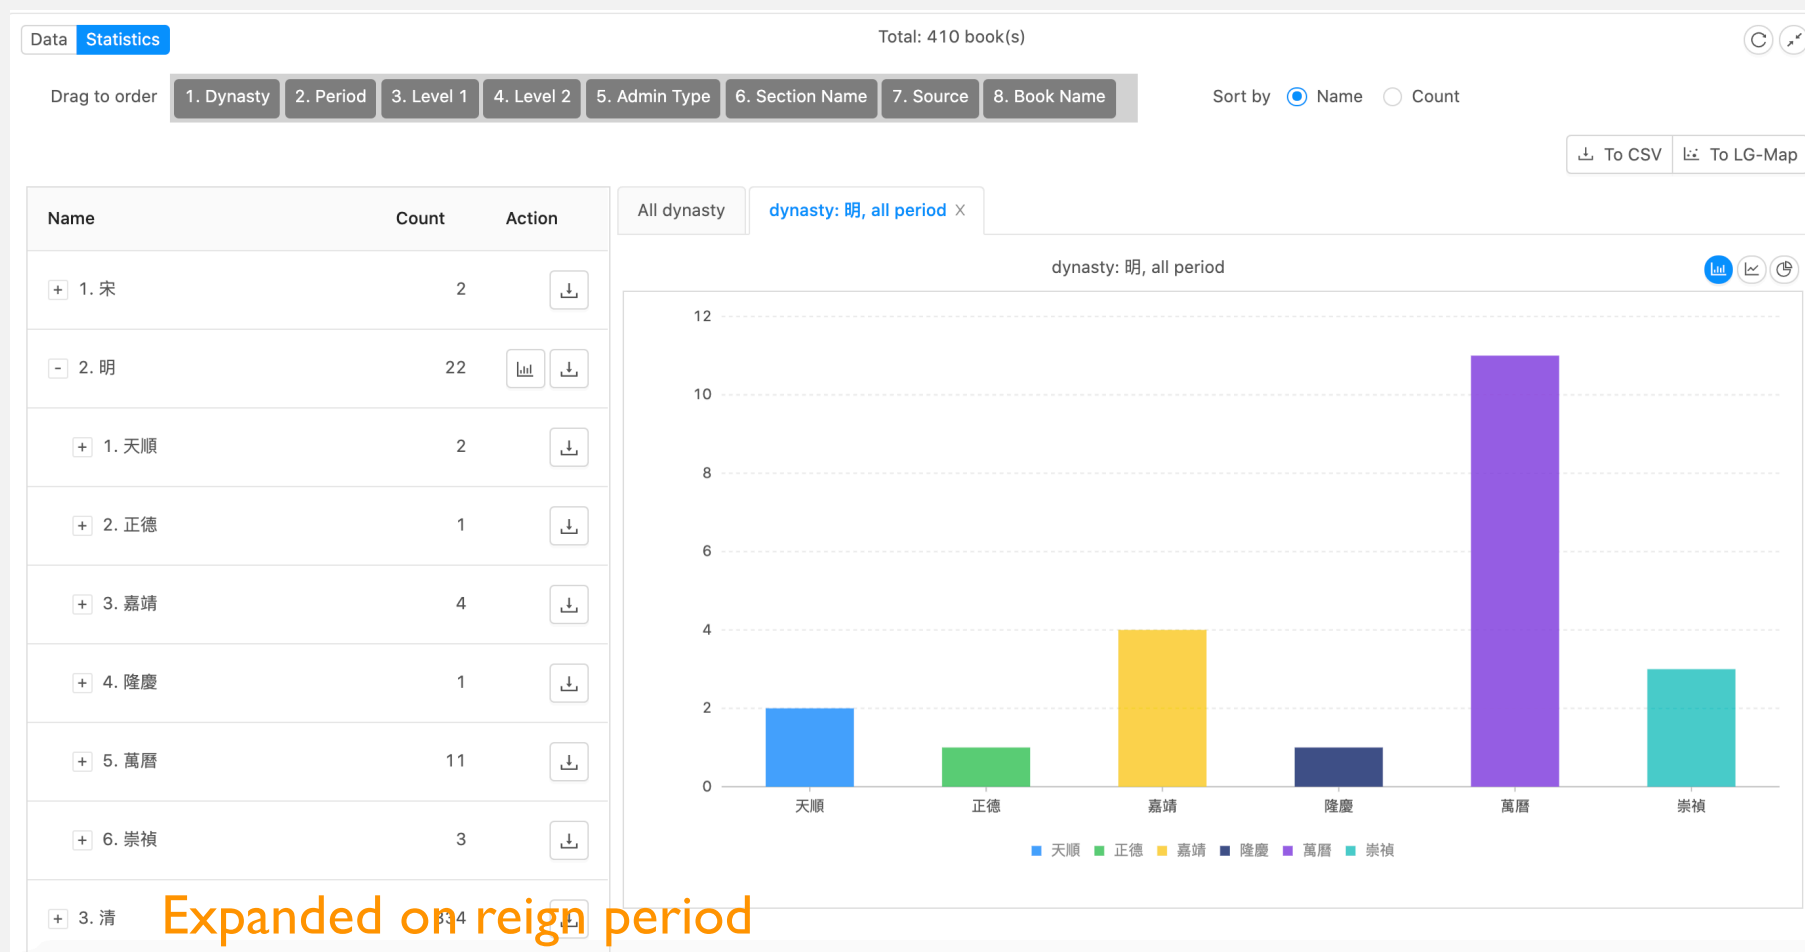 Data Statistics
Total: 410 book(s)
Drag to order 1. Dynasty 2. Period 3. Level 1 4. Level 2 5. Admin Type 6. Section Name 7. Source 8. Book Name
Sort by Name Count
To CSV To LG-Map
Name Count Action
+ 1. 宋 2
- 2. 明 22
+ 1. 天順 2
+ 2. 正德 1
+ 3. 嘉靖 4
+ 4. 隆慶 1
+ 5. 萬曆 11
+ 6. 崇禎 3
+ 3. 清 334
Expanded on reign period
All dynasty dynasty: 明, all period X
dynasty: 明, all period
12
10
8
6
4
2
0
天順 正德 嘉靖 隆慶 萬曆 崇禎
天順 正德 嘉靖 隆慶 萬曆 崇禎